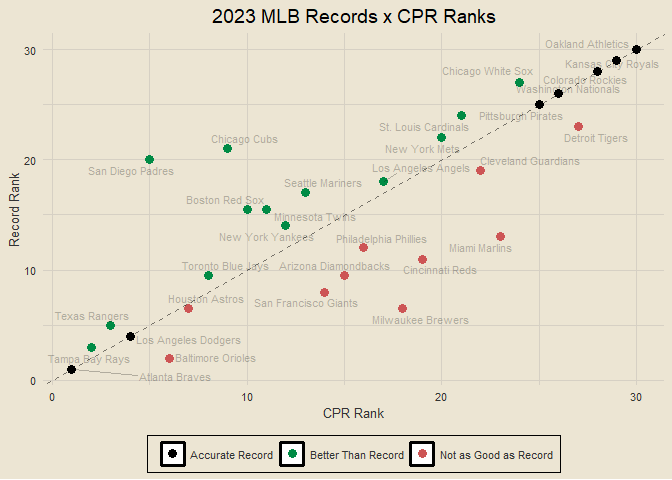 2023 MLB Records x CPR Ranks
Oakland Athletics
30
Kansas City Royals
Chicago White Sox
Colorado Rockies
Washington Nationals
Pittsburgh Pirates
St. Louis Cardinals
Detroit Tigers
Chicago Cubs
New York Mets
20
Cleveland Guardians
San Diego Padres
Los Angeles Angels
Seattle Mariners
Boston Red Sox
Minnesota Twins
New York Yankees
Philadelphia Phillies
Miami Marlins
Toronto Blue Jays
Arizona Diamondbacks
Cincinnati Reds
10
Houston Astros
San Francisco Giants
Texas Rangers
Milwaukee Brewers
Los Angeles Dodgers
Tampa Bay Rays
Baltimore Orioles
Atlanta Braves
0
Record Rank
0 10 20 30
CPR Rank
Accurate Record Better Than Record Not as Good as Record